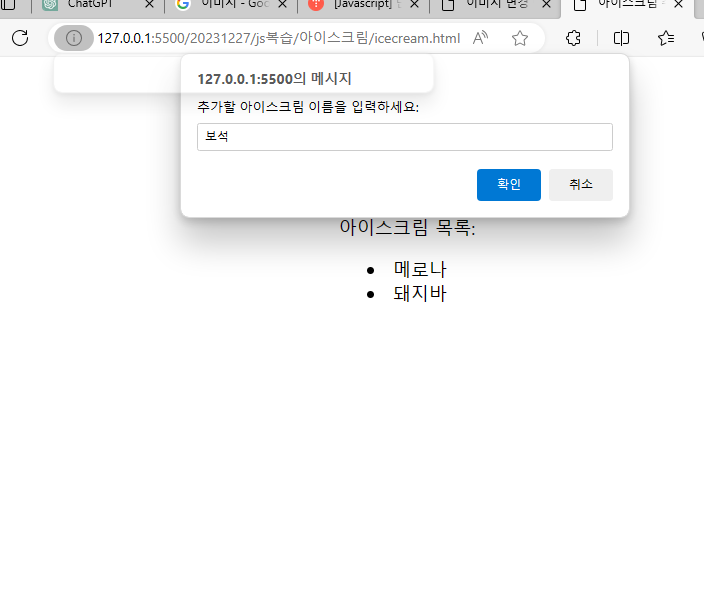 ChatGPT
이미지 - Goo
[Javascript]
이미지 변경
아이스크림
127.0.0.1:5500/20231227/js복습/아이스크림/icecream.html
127.0.0.1:5500의 메시지
추가할 아이스크림 이름을 입력하세요:
보석
확인
취소
아이스크림 목록:
메로나
돼지바